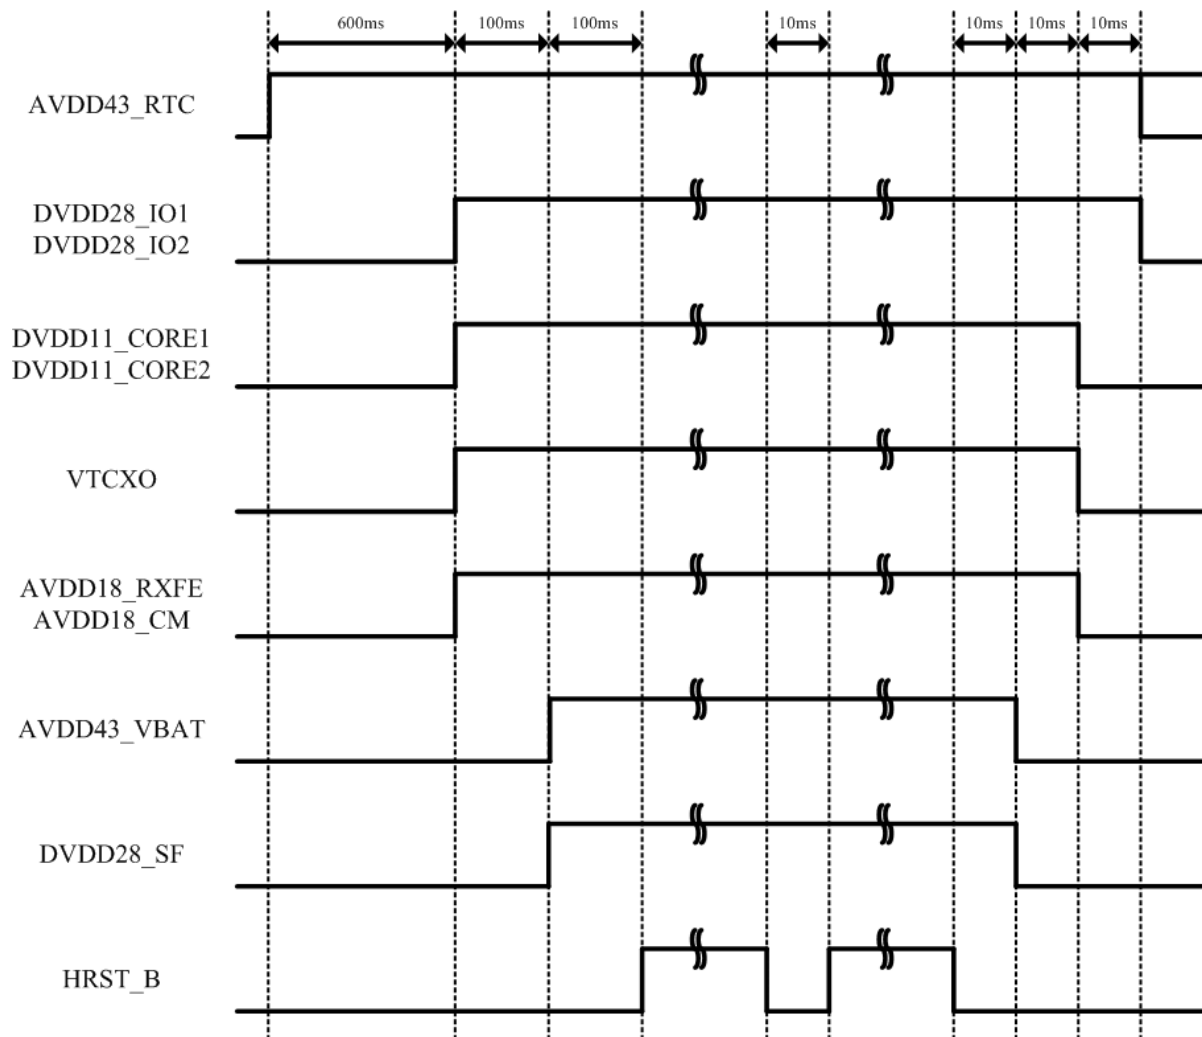 600ms 100ms 100ms 10ms 10ms 10ms 10ms
AVDD43_RTC
DVDD28_IO1
DVDD28_IO2
DVDD11_CORE1
DVDD11_CORE2
VTCXO
AVDD18_RXFE
AVDD18_CM
AVDD43_VBAT
DVDD28_SF
HRST_B